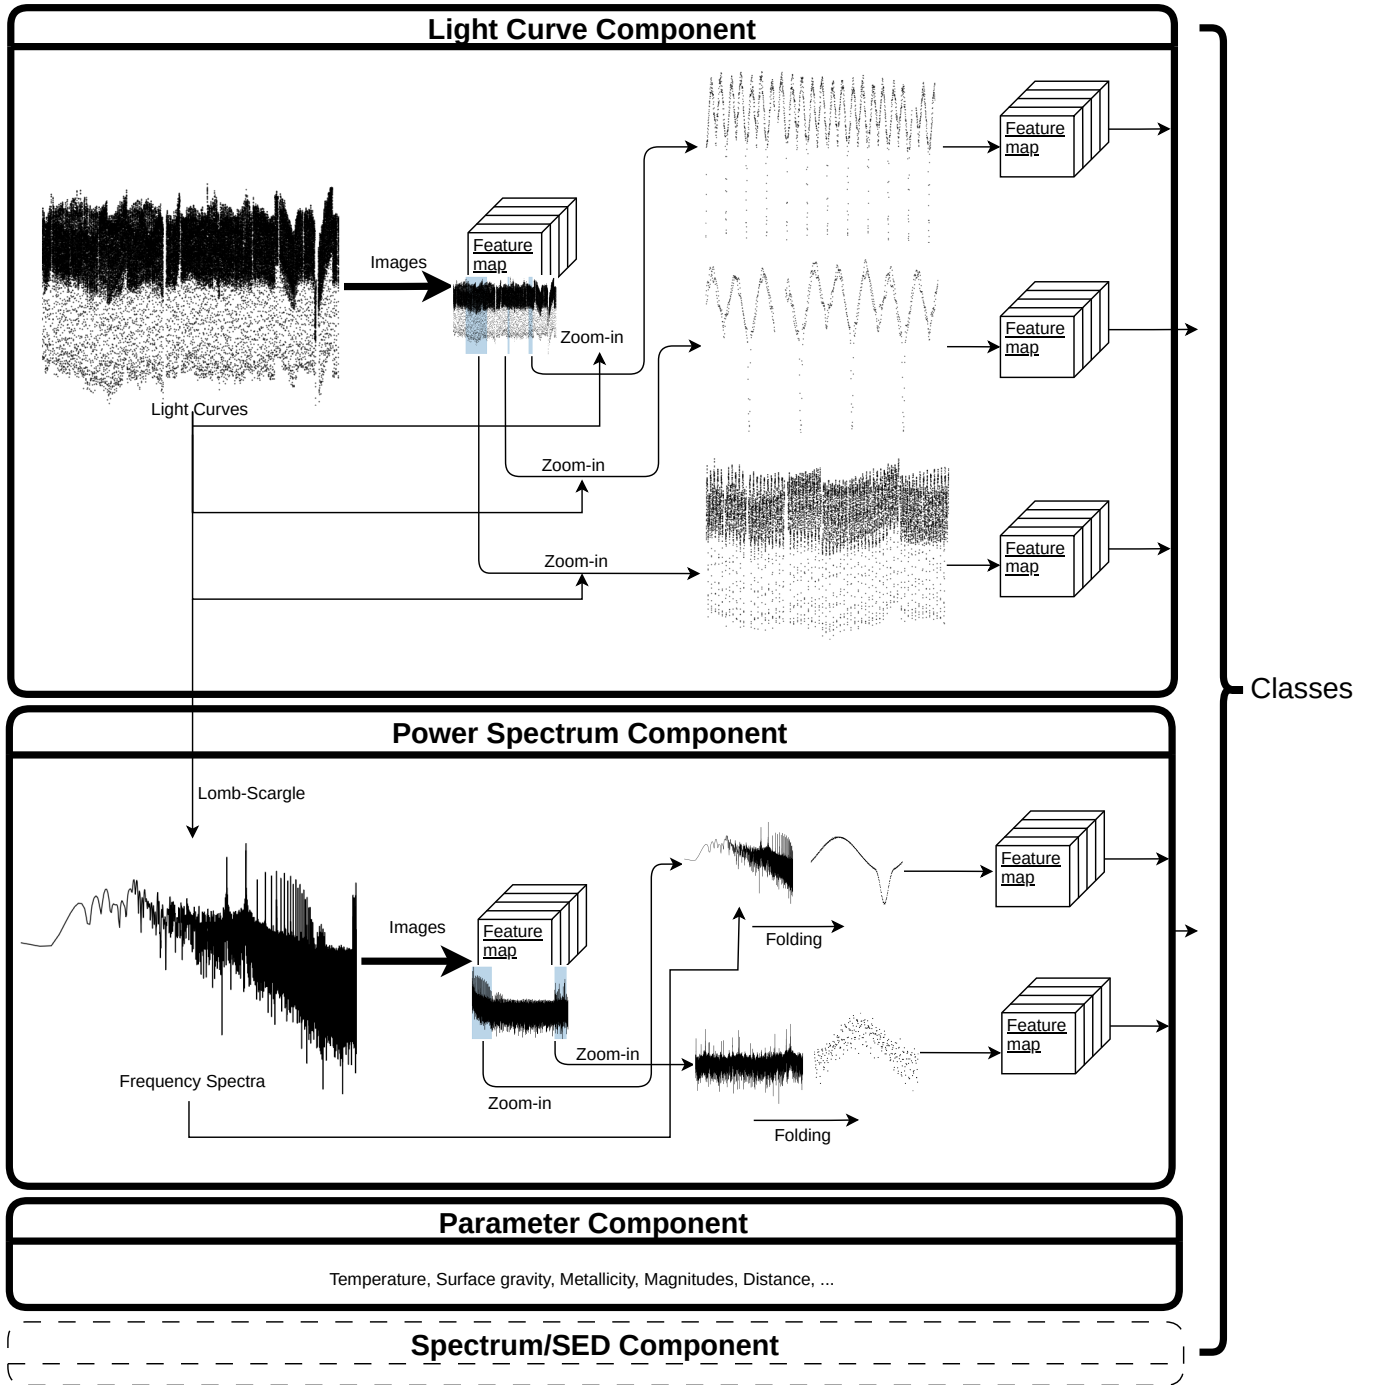 Light Curve Component
Feature
map
Images
Feature
map
Zoom-in
Light Curves
Feature
map
Zoom-in
Zoom-in
Feature
map
Classes
Power Spectrum Component
Lomb-Scargle
Images
Feature
map
Feature
map
Folding
Zoom-in
Feature
map
Frequency Spectra
Zoom-in
Folding
Parameter Component
Temperature, Surface gravity, Metallicity, Magnitudes, Distance, ...
Spectrum/SED Component